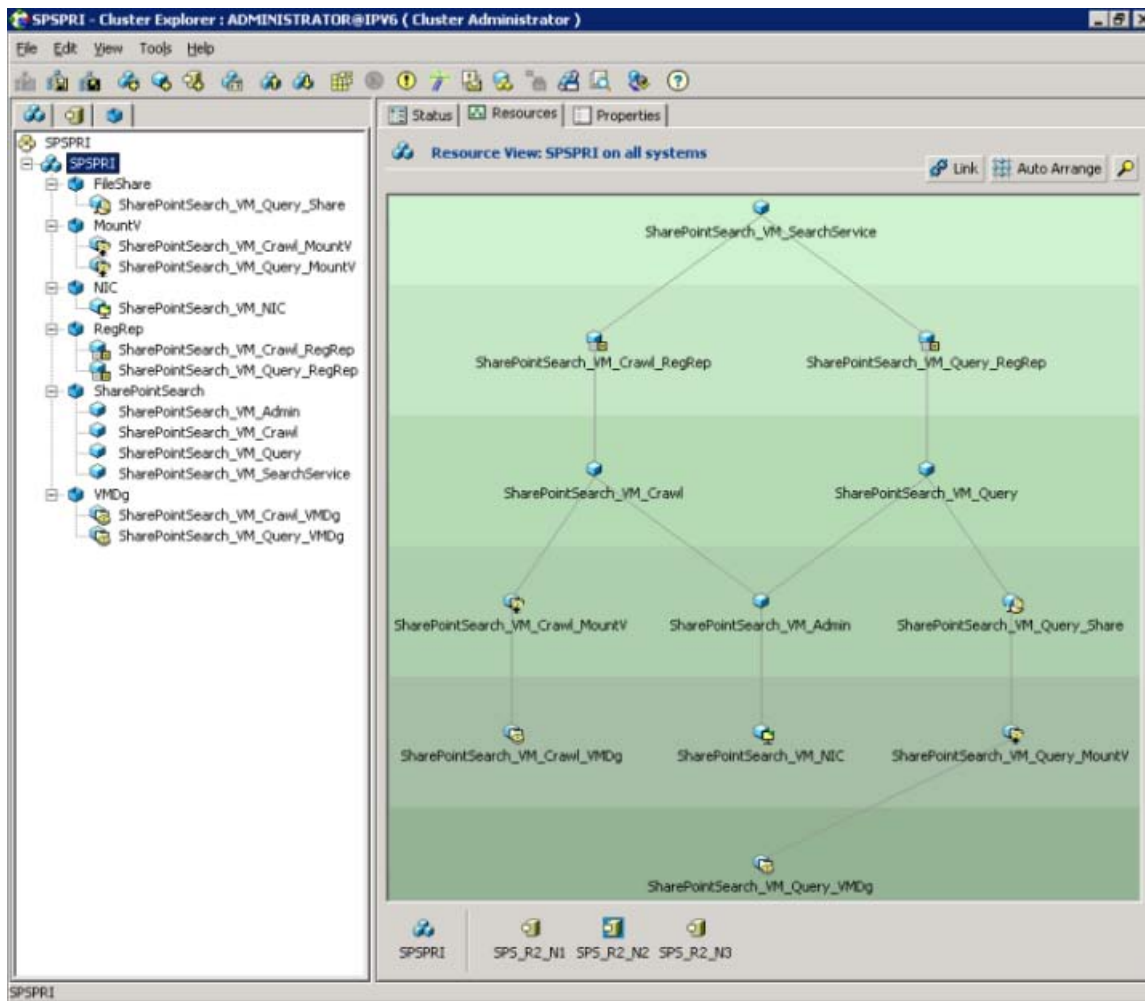 SPSPRI - Cluster Explorer : ADMINISTRATOR@IPV6 ( Cluster Administrator )
File Edit View Tools Help
Status Resources Properties
SPSPRI
SPSPRI
FileShare
SharePointSearch_VM_Query_Share
MountV
SharePointSearch_VM_Crawl_MountV
SharePointSearch_VM_Query_MountV
NIC
SharePointSearch_VM_NIC
RegRep
SharePointSearch_VM_Crawl_RegRep
SharePointSearch_VM_Query_RegRep
SharePointSearch
SharePointSearch_VM_Admin
SharePointSearch_VM_Crawl
SharePointSearch_VM_Query
SharePointSearch_VM_SearchService
VMDg
SharePointSearch_VM_Crawl_VMDg
SharePointSearch_VM_Query_VMDg
Resource View: SPSPRI on all systems
Link Auto Arrange
SharePointSearch_VM_SearchService
SharePointSearch_VM_Crawl_RegRep SharePointSearch_VM_Query_RegRep
SharePointSearch_VM_Crawl SharePointSearch_VM_Query
SharePointSearch_VM_Crawl_MountV SharePointSearch_VM_Admin SharePointSearch_VM_Query_Share
SharePointSearch_VM_Crawl_VMDg SharePointSearch_VM_NIC SharePointSearch_VM_Query_MountV
SharePointSearch_VM_Query_VMDg
SPSPRI SPS_R2_N1 SPS_R2_N2 SPS_R2_N3
SPSPRI